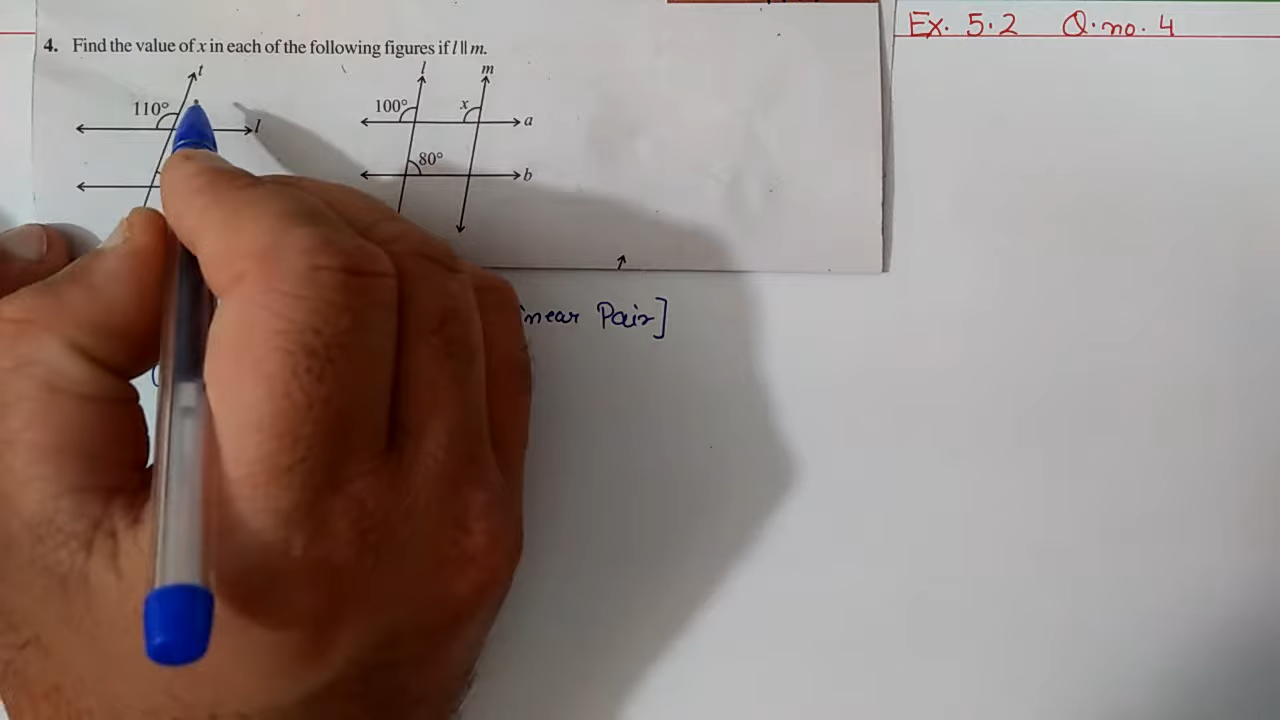 Ex. 5.2 Q.no. 4
4. Find the value of x in each of the following figures if l || m.
t
110°
l
l
m
100°
x
a
80°
b
Pair]